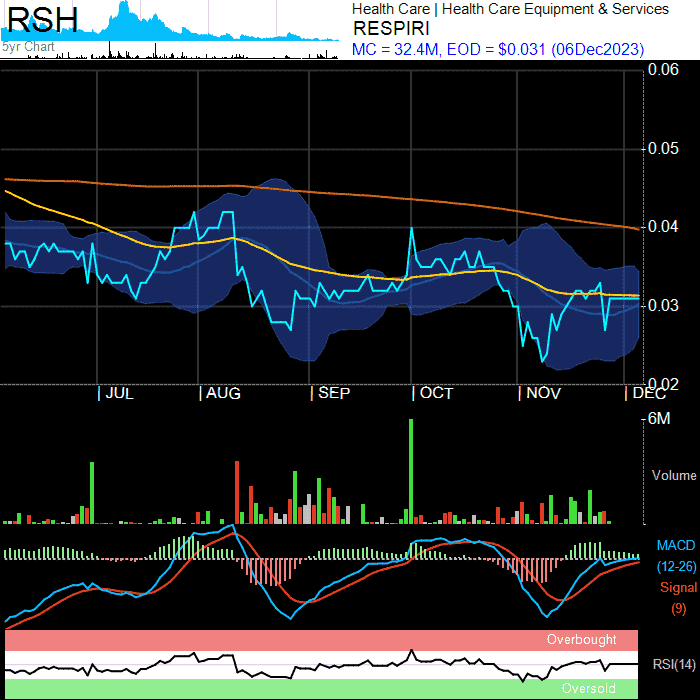 RSH
5yr Chart
Health Care | Health Care Equipment & Services
RESPIRI
MC = 32.4M, EOD = $0.031 (06Dec2023)
0.06
0.05
0.04
0.03
0.02
| JUL | AUG | SEP | OCT | NOV | DEC
6M
Volume
MACD
(12-26)
Signal
(9)
Overbought
RSI(14)
Oversold